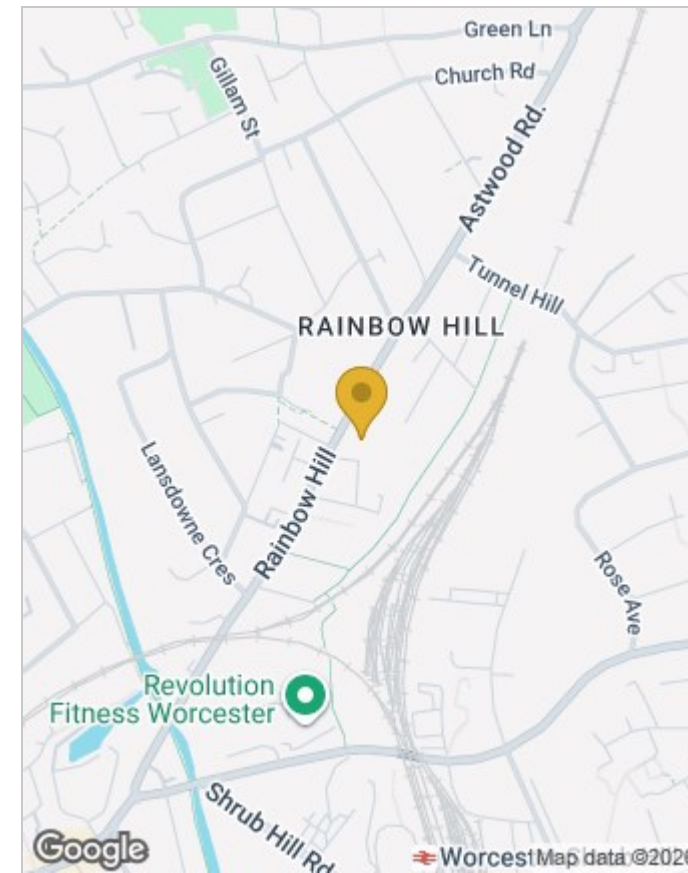 Green Ln
Church Rd
Gillam St
Astwood Rd.
Tunnel Hill
RAINBOW HILL
Lansdowne Cres
Rainbow Hill
Rose Ave
Revolution
Fitness Worcester
Shrub Hill Rd
Google
Map data ©2026